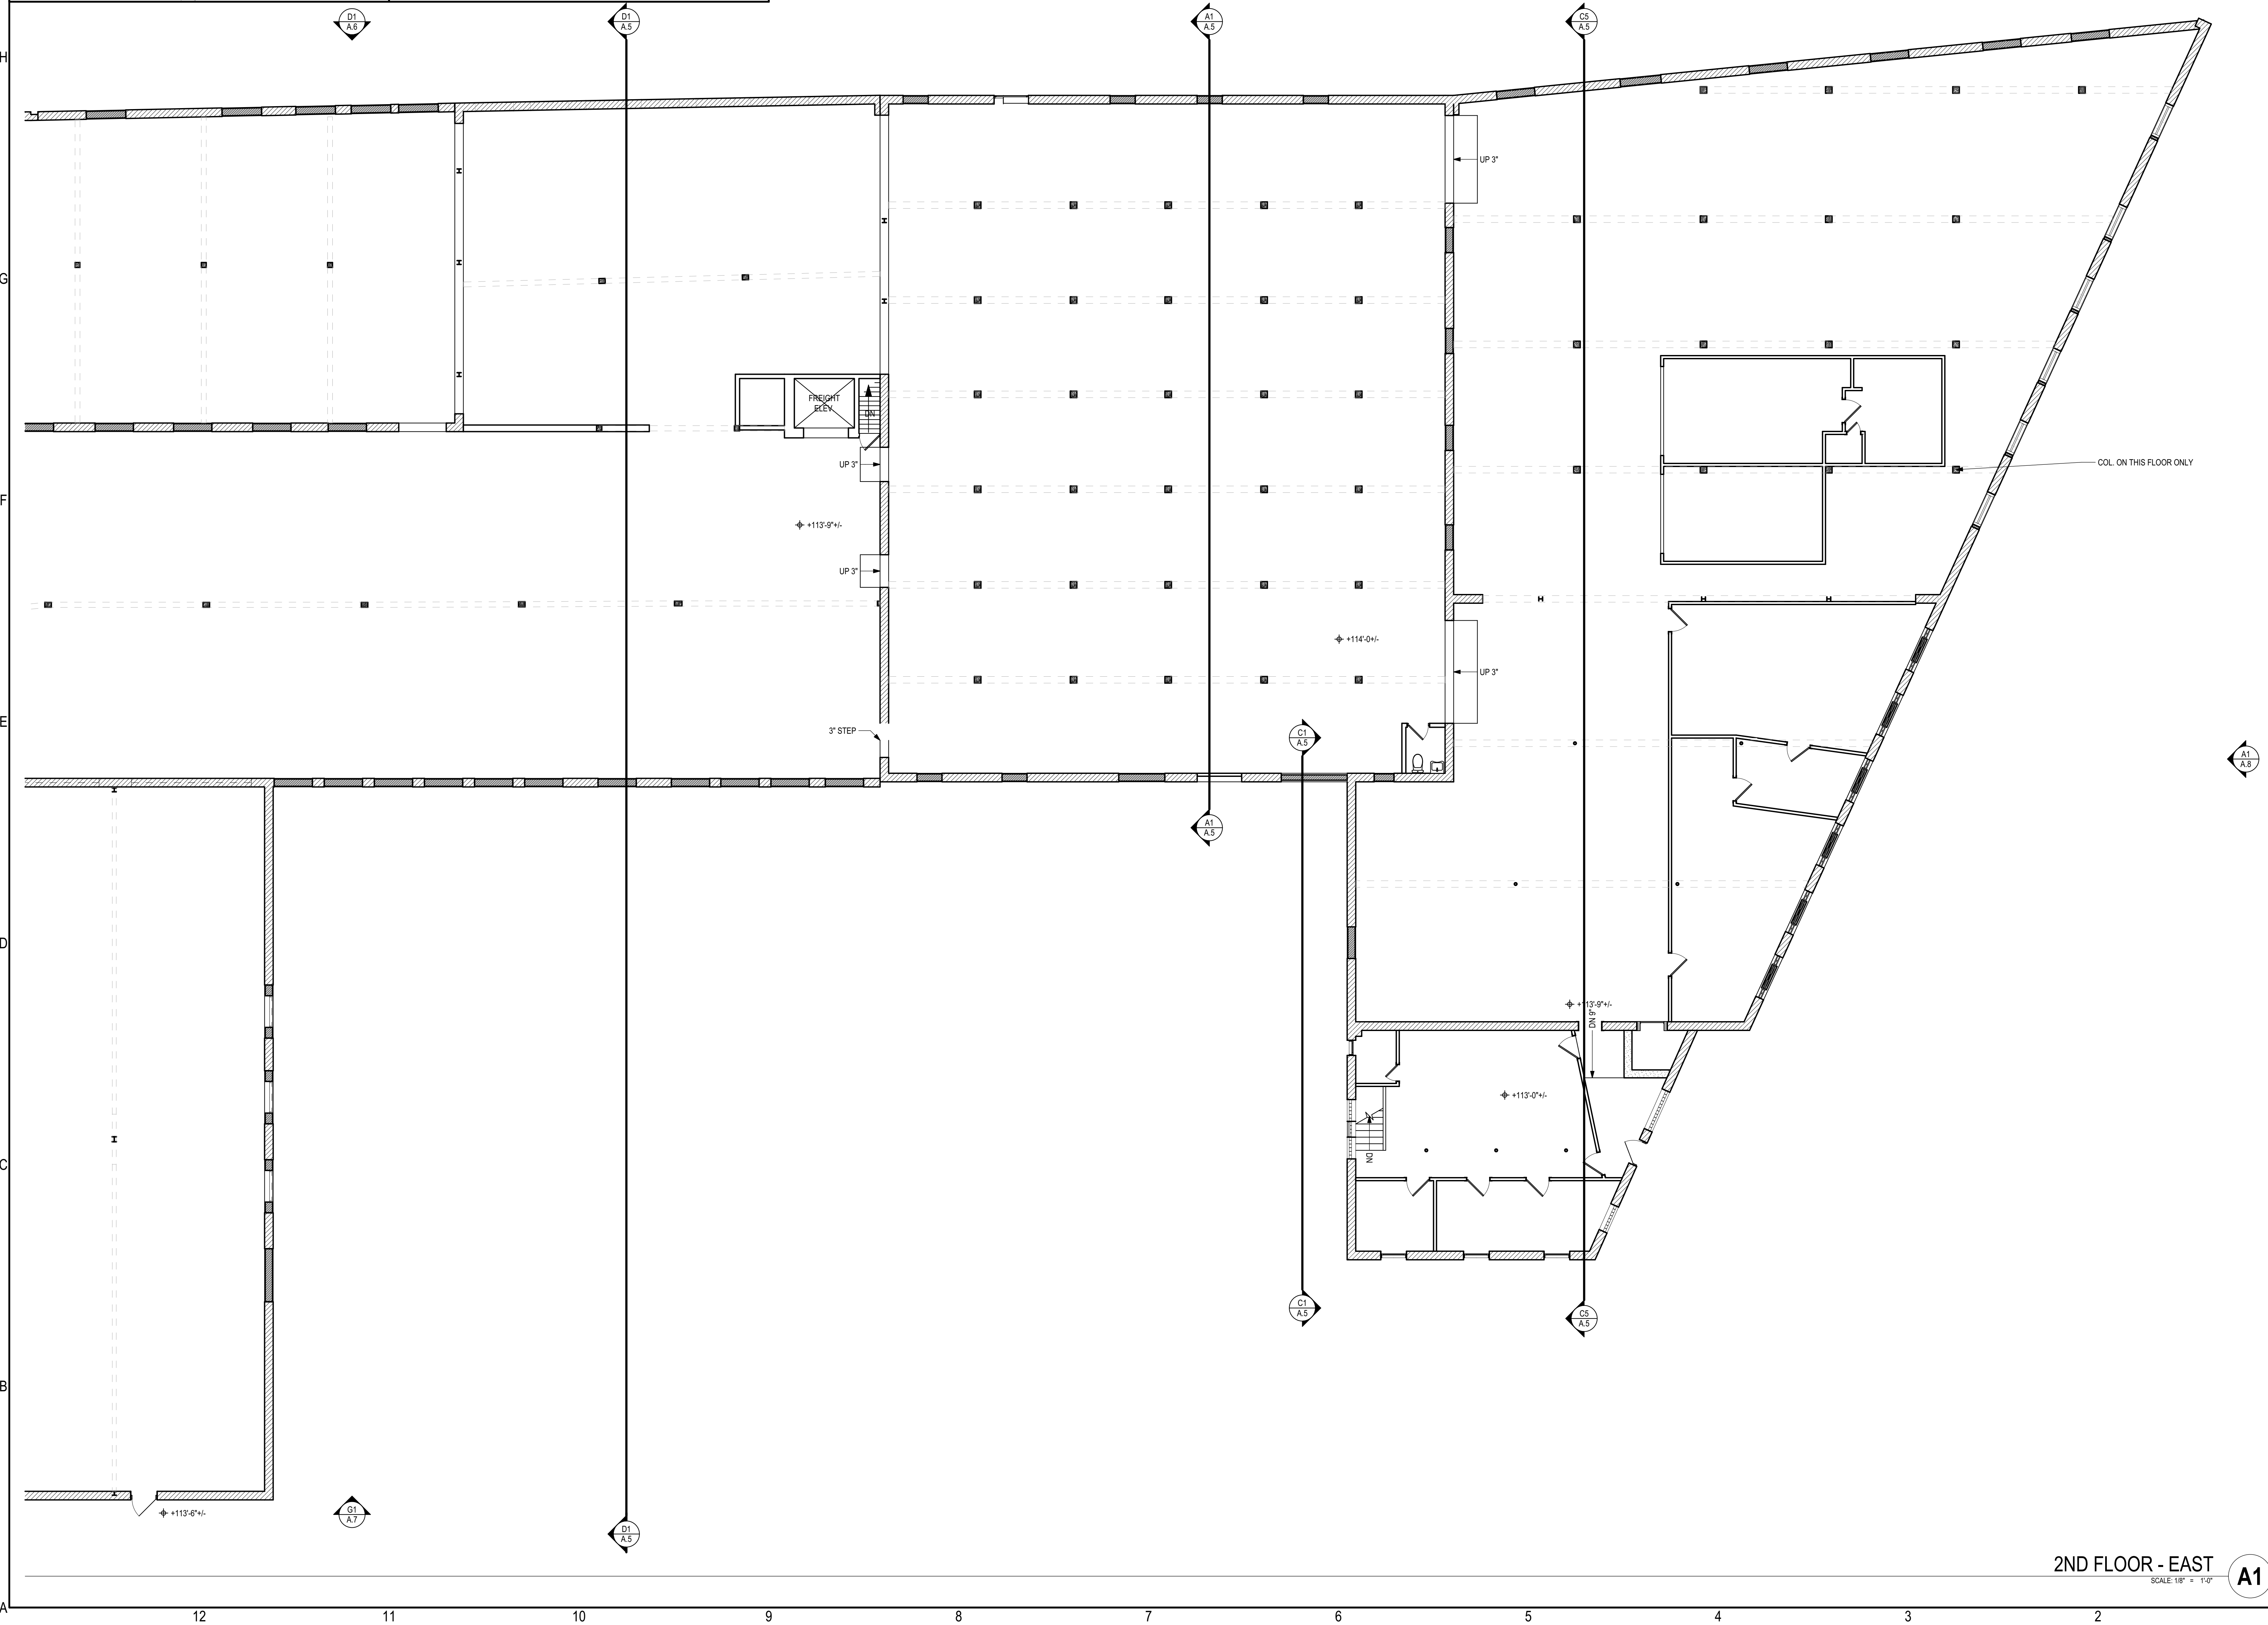 D1
A.6
D1
A.5
A1
A.5
C5
A.5
H
UP 3"
G
FREIGHT
ELEV
DN
UP 3"
COL. ON THIS FLOOR ONLY
F
+113'-9"+/-
UP 3"
+114'-0+/-
UP 3"
E
3" STEP
C1
A.5
A1
A.8
A1
A.5
D
+113'-9"+/-
DN 9"
+113'-0"+/-
C
DN
C1
A.5
C5
A.5
B
+113'-6"+/-
G1
A.7
D1
A.5
2ND FLOOR - EAST
A1
SCALE: 1/8" = 1'-0"
A
12
11
10
9
8
7
6
5
4
3
2